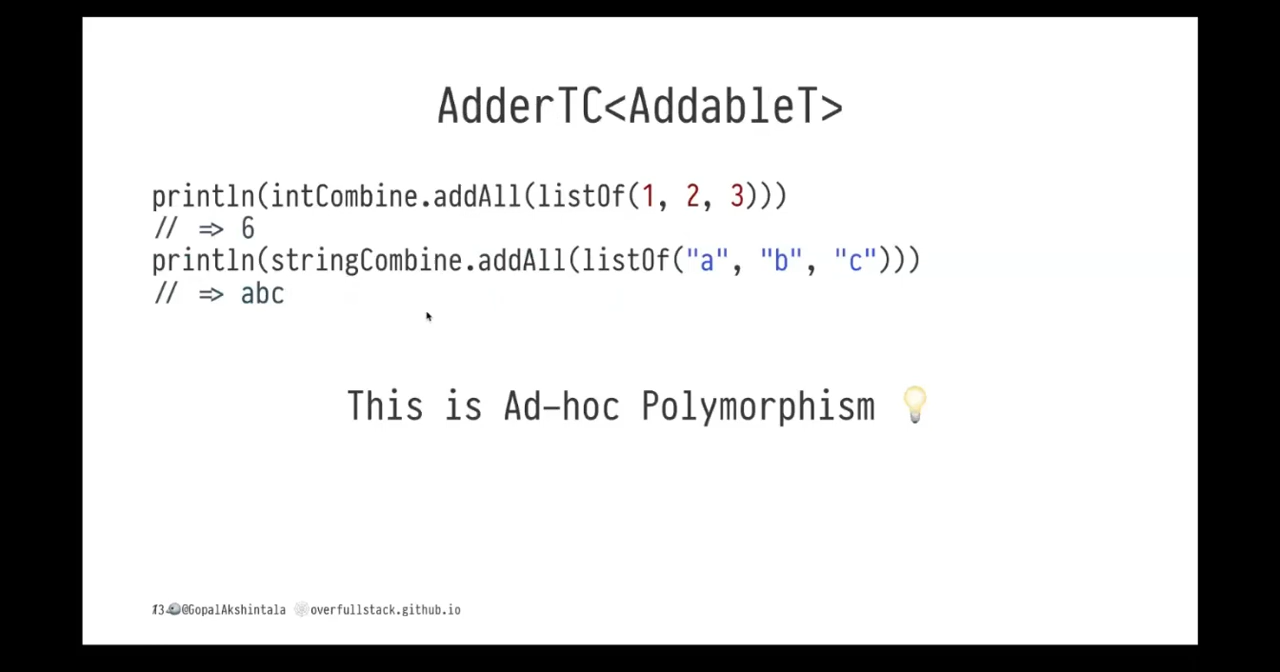 AdderTC<AddableT>
println(intCombine.addAll(listOf(1, 2, 3)))
// => 6
println(stringCombine.addAll(listOf("a", "b", "c")))
// => abc
This is Ad-hoc Polymorphism 💡
13 @GopalAkshintala overfullstack.github.io